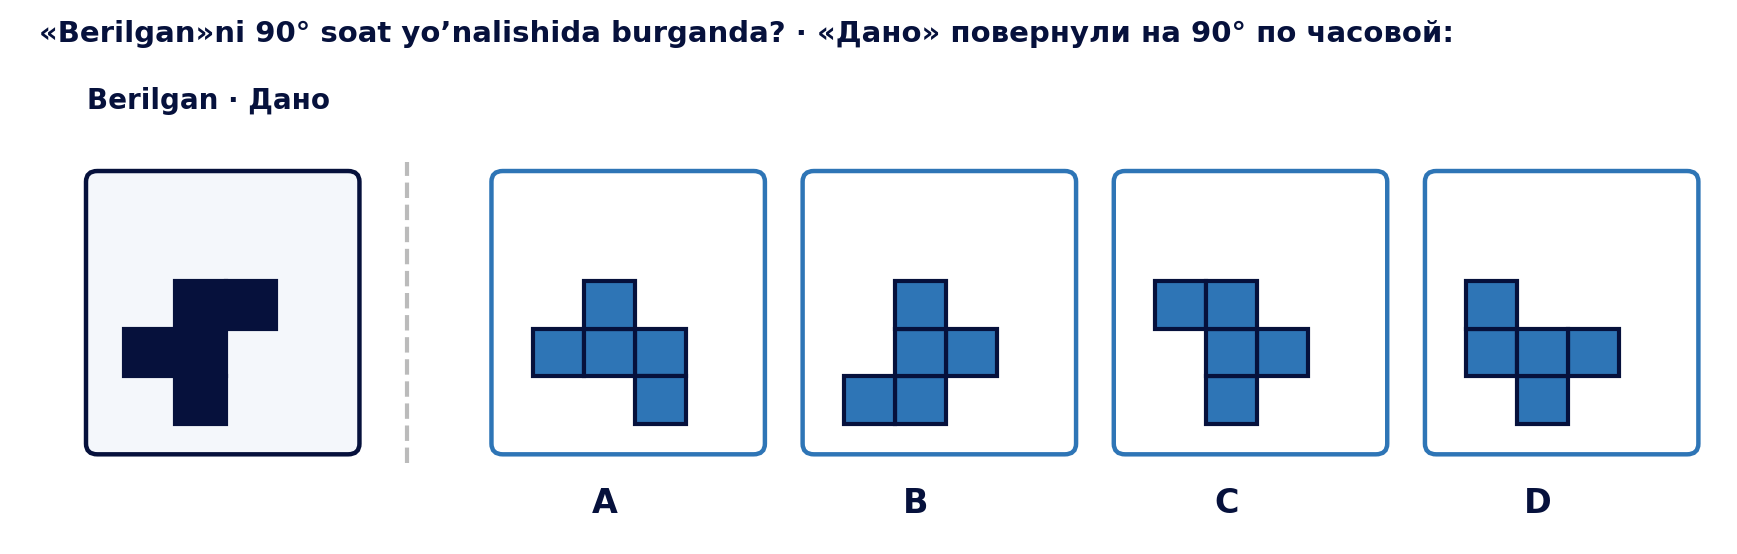 «Berilgan»ni 90° soat yo’nalishida burganda? · «Дано» повернули на 90° по часовой:
Berilgan · Дано
A B C D